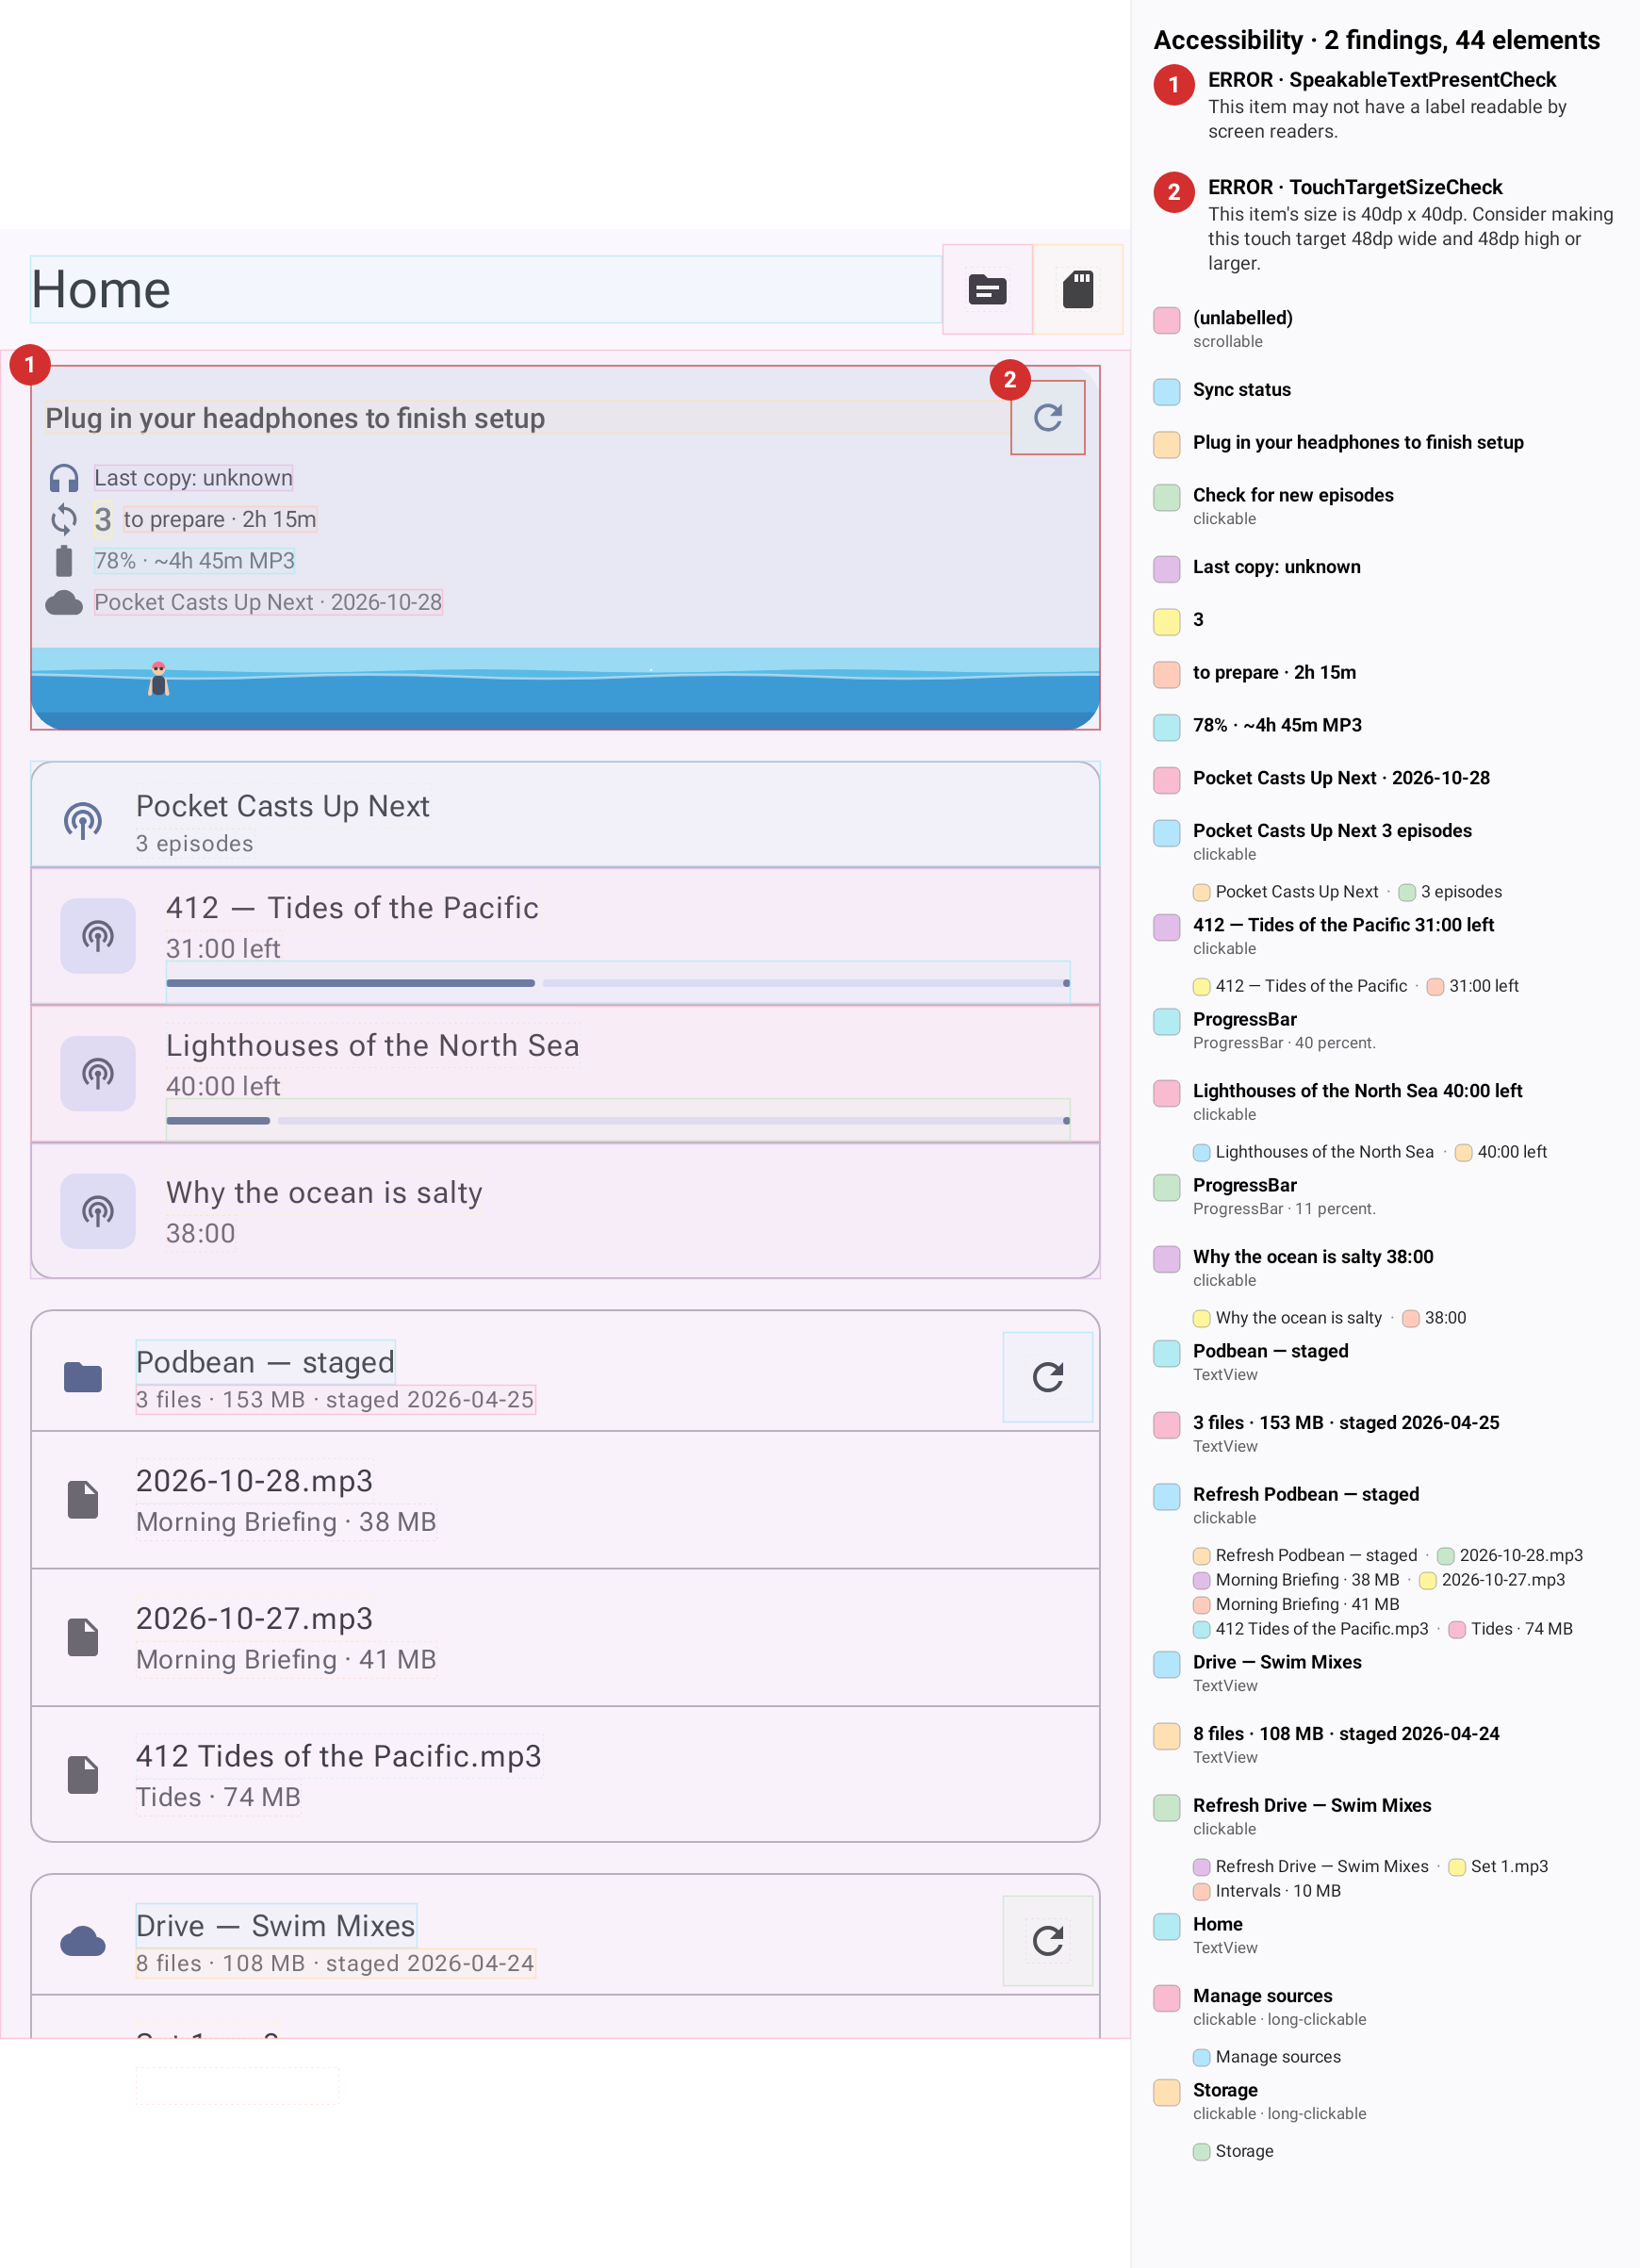 Home
Plug in your headphones to finish setup
Last copy: unknown
3 to prepare · 2h 15m
78% · ~4h 45m MP3
Pocket Casts Up Next · 2026-10-28
Pocket Casts Up Next
3 episodes
412 — Tides of the Pacific
31:00 left
Lighthouses of the North Sea
40:00 left
Why the ocean is salty
38:00
Podbean — staged
3 files · 153 MB · staged 2026-04-25
2026-10-28.mp3
Morning Briefing · 38 MB
2026-10-27.mp3
Morning Briefing · 41 MB
412 Tides of the Pacific.mp3
Tides · 74 MB
Drive — Swim Mixes
8 files · 108 MB · staged 2026-04-24
Accessibility · 2 findings, 44 elements
1 ERROR · SpeakableTextPresentCheck
This item may not have a label readable by
screen readers.
2 ERROR · TouchTargetSizeCheck
This item's size is 40dp x 40dp. Consider making
this touch target 48dp wide and 48dp high or
larger.
(unlabelled)
scrollable
Sync status
Plug in your headphones to finish setup
Check for new episodes
clickable
Last copy: unknown
3
to prepare · 2h 15m
78% · ~4h 45m MP3
Pocket Casts Up Next · 2026-10-28
Pocket Casts Up Next 3 episodes
clickable
Pocket Casts Up Next · 3 episodes
412 — Tides of the Pacific 31:00 left
clickable
412 — Tides of the Pacific · 31:00 left
ProgressBar
ProgressBar · 40 percent.
Lighthouses of the North Sea 40:00 left
clickable
Lighthouses of the North Sea · 40:00 left
ProgressBar
ProgressBar · 11 percent.
Why the ocean is salty 38:00
clickable
Why the ocean is salty · 38:00
Podbean — staged
TextView
3 files · 153 MB · staged 2026-04-25
TextView
Refresh Podbean — staged
clickable
Refresh Podbean — staged · 2026-10-28.mp3
Morning Briefing · 38 MB · 2026-10-27.mp3
Morning Briefing · 41 MB
412 Tides of the Pacific.mp3 · Tides · 74 MB
Drive — Swim Mixes
TextView
8 files · 108 MB · staged 2026-04-24
TextView
Refresh Drive — Swim Mixes
clickable
Refresh Drive — Swim Mixes · Set 1.mp3
Intervals · 10 MB
Home
TextView
Manage sources
clickable · long-clickable
Manage sources
Storage
clickable · long-clickable
Storage